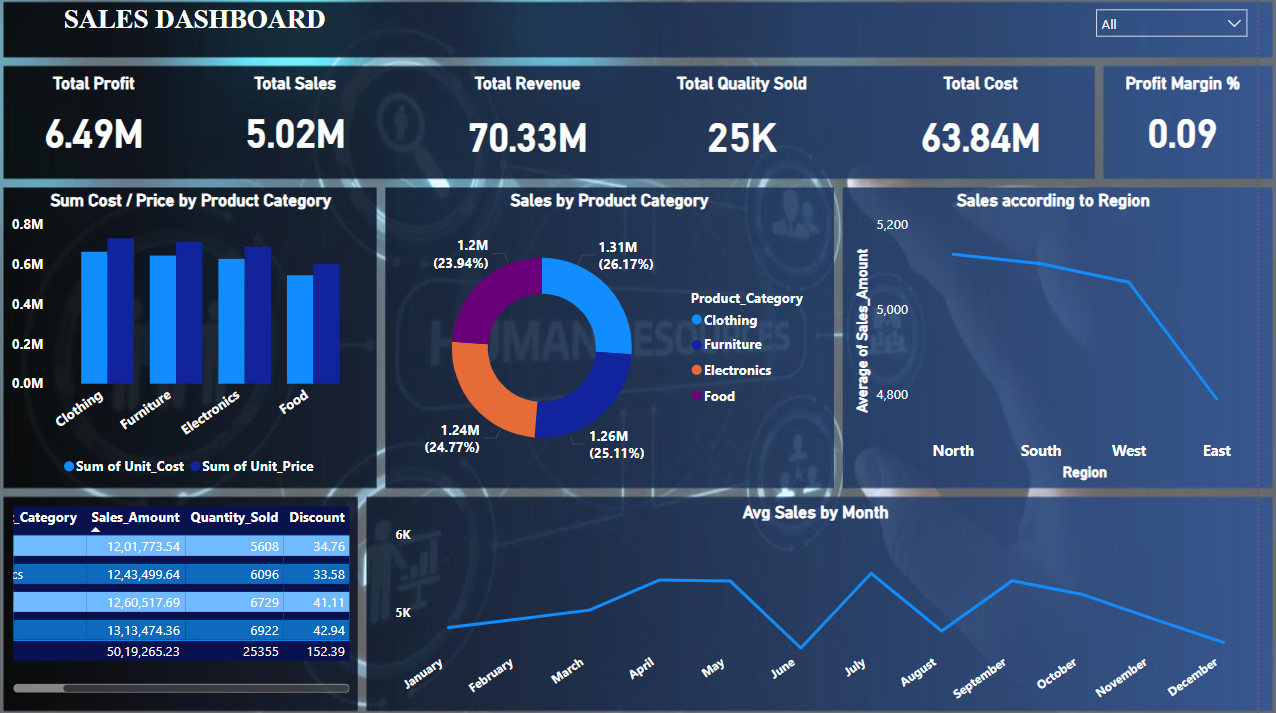 SALES DASHBOARD
All
Total Profit
6.49M
Total Sales
5.02M
Total Revenue
70.33M
Total Quality Sold
25K
Total Cost
63.84M
Profit Margin %
0.09
Sum Cost / Price by Product Category
0.8M
0.6M
0.4M
0.2M
0.0M
Clothing
Furniture
Electronics
Food
Sum of Unit_Cost
Sum of Unit_Price
Sales by Product Category
1.2M
(23.94%)
1.31M
(26.17%)
1.24M
(24.77%)
1.26M
(25.11%)
Product_Category
Clothing
Furniture
Electronics
Food
HUMAN RESOURCES
Sales according to Region
Average of Sales_Amount
5,200
5,000
4,800
North
South
West
East
Region
_Category Sales_Amount Quantity_Sold Discount
12,01,773.54 5608 34.76
cs 12,43,499.64 6096 33.58
12,60,517.69 6729 41.11
13,13,474.36 6922 42.94
50,19,265.23 25355 152.39
Avg Sales by Month
6K
5K
January
February
March
April
May
June
July
August
September
October
November
December